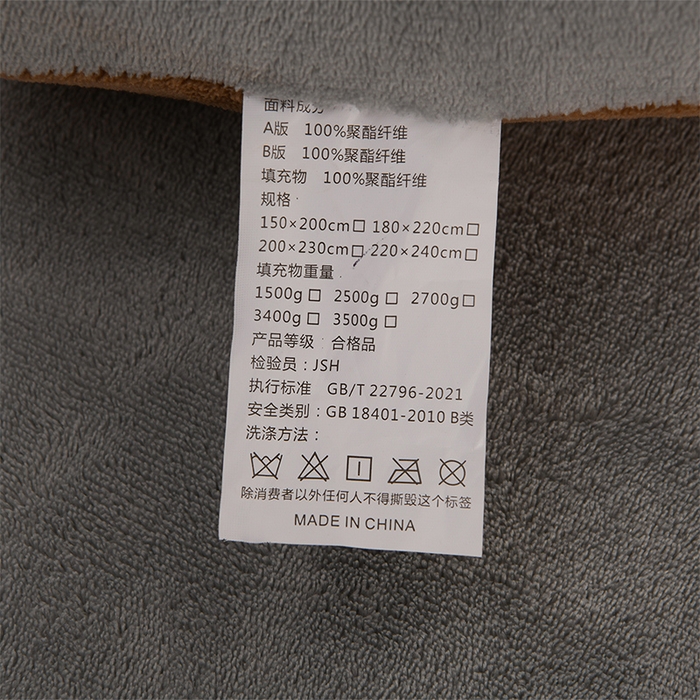 面料成分
A版 100%聚酯纤维
B版 100%聚酯纤维
填充物 100%聚酯纤维
规格·
150×200cm□ 180×220cm□
200×230cm□ 220×240cm□
填充物重量·
1500g□ 2500g□ 2700g□
3400g□ 3500g□
产品等级：合格品
检验员：JSH
执行标准 GB/T 22796-2021
安全类别：GB 18401-2010 B类
洗涤方法：
除消费者以外任何人不得撕毁这个标签
MADE IN CHINA